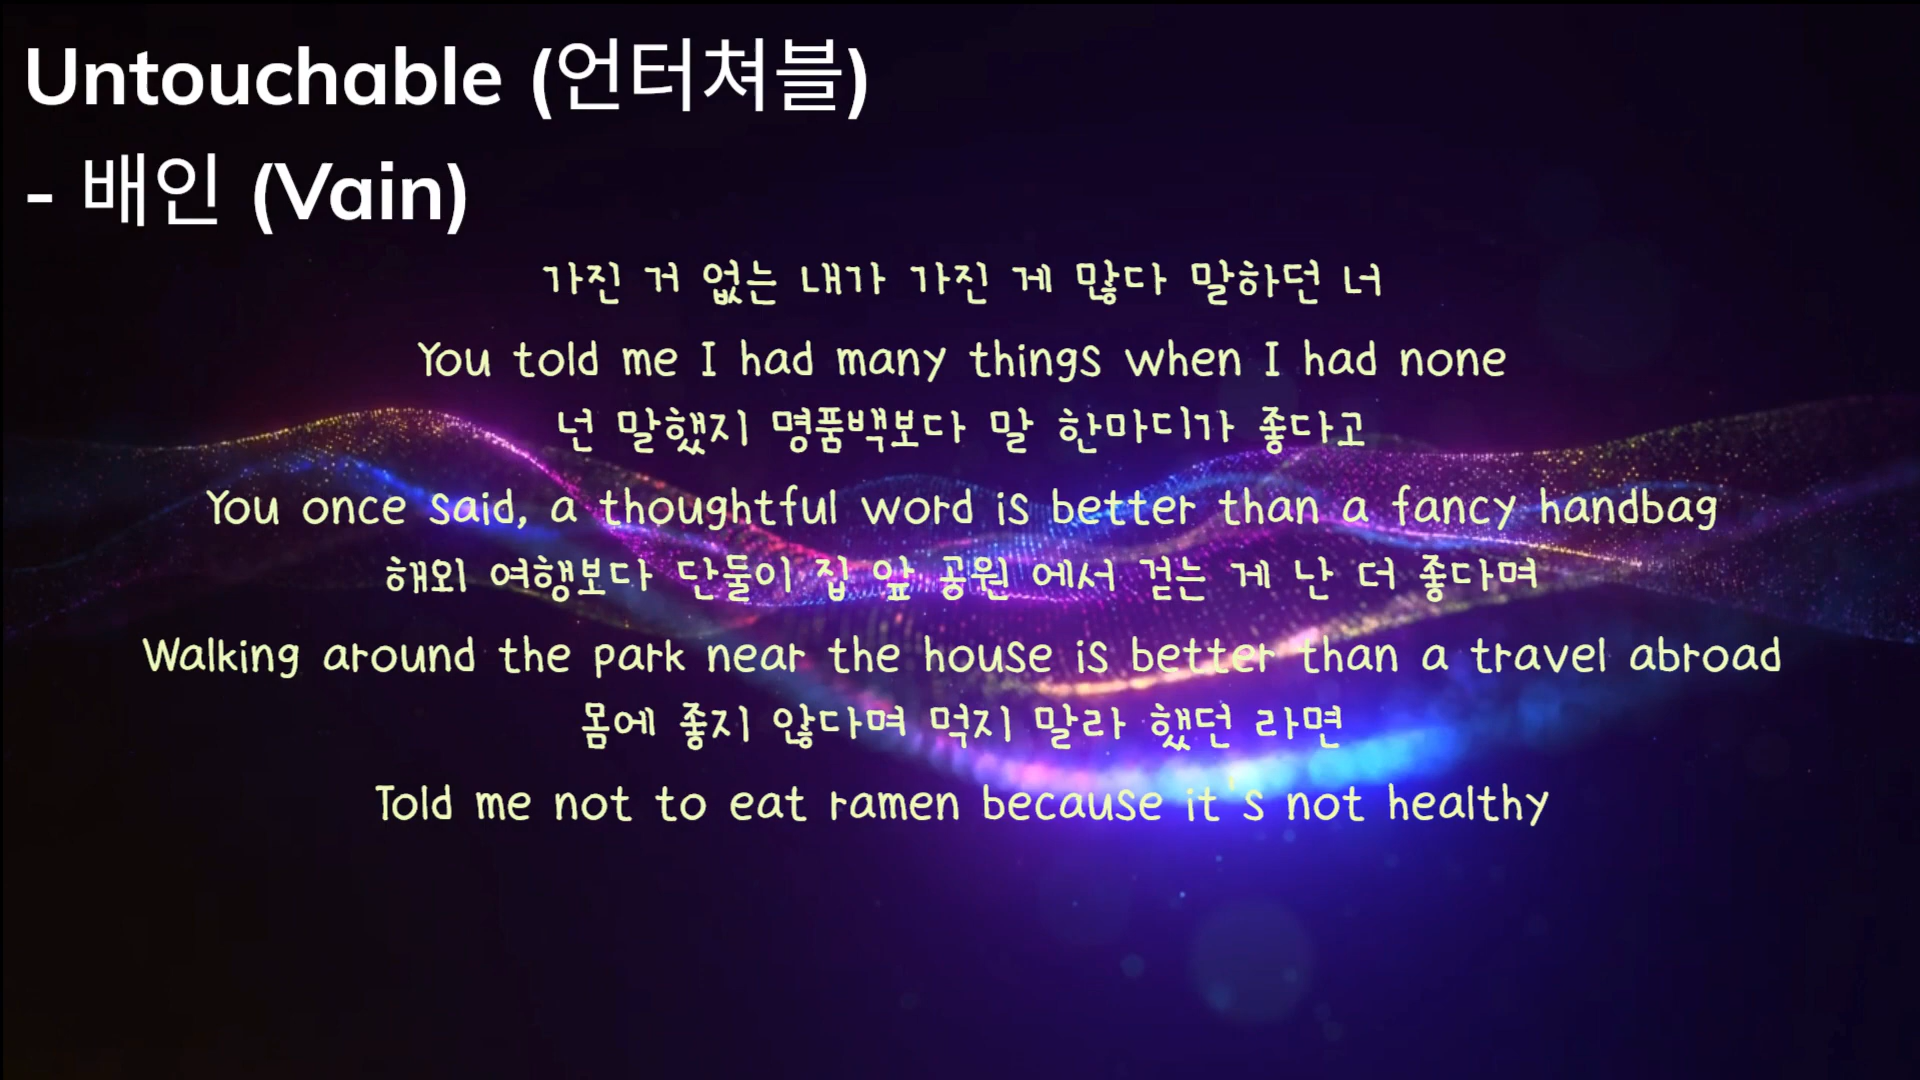 Untouchable (언터쳐블)
- 배인 (Vain)
가진 거 없는 내가 가진 게 많다 말하던 너
You told me I had many things when I had none
넌 말했지 명품백보다 말 한마디가 좋다고
You once said, a thoughtful word is better than a fancy handbag
해외 여행보다 단둘이 집 앞 공원 에서 걷는 게 난 더 좋다며
Walking around the park near the house is better than a travel abroad
몸에 좋지 않다며 먹지 말라 했던 라면
Told me not to eat ramen because it's not healthy